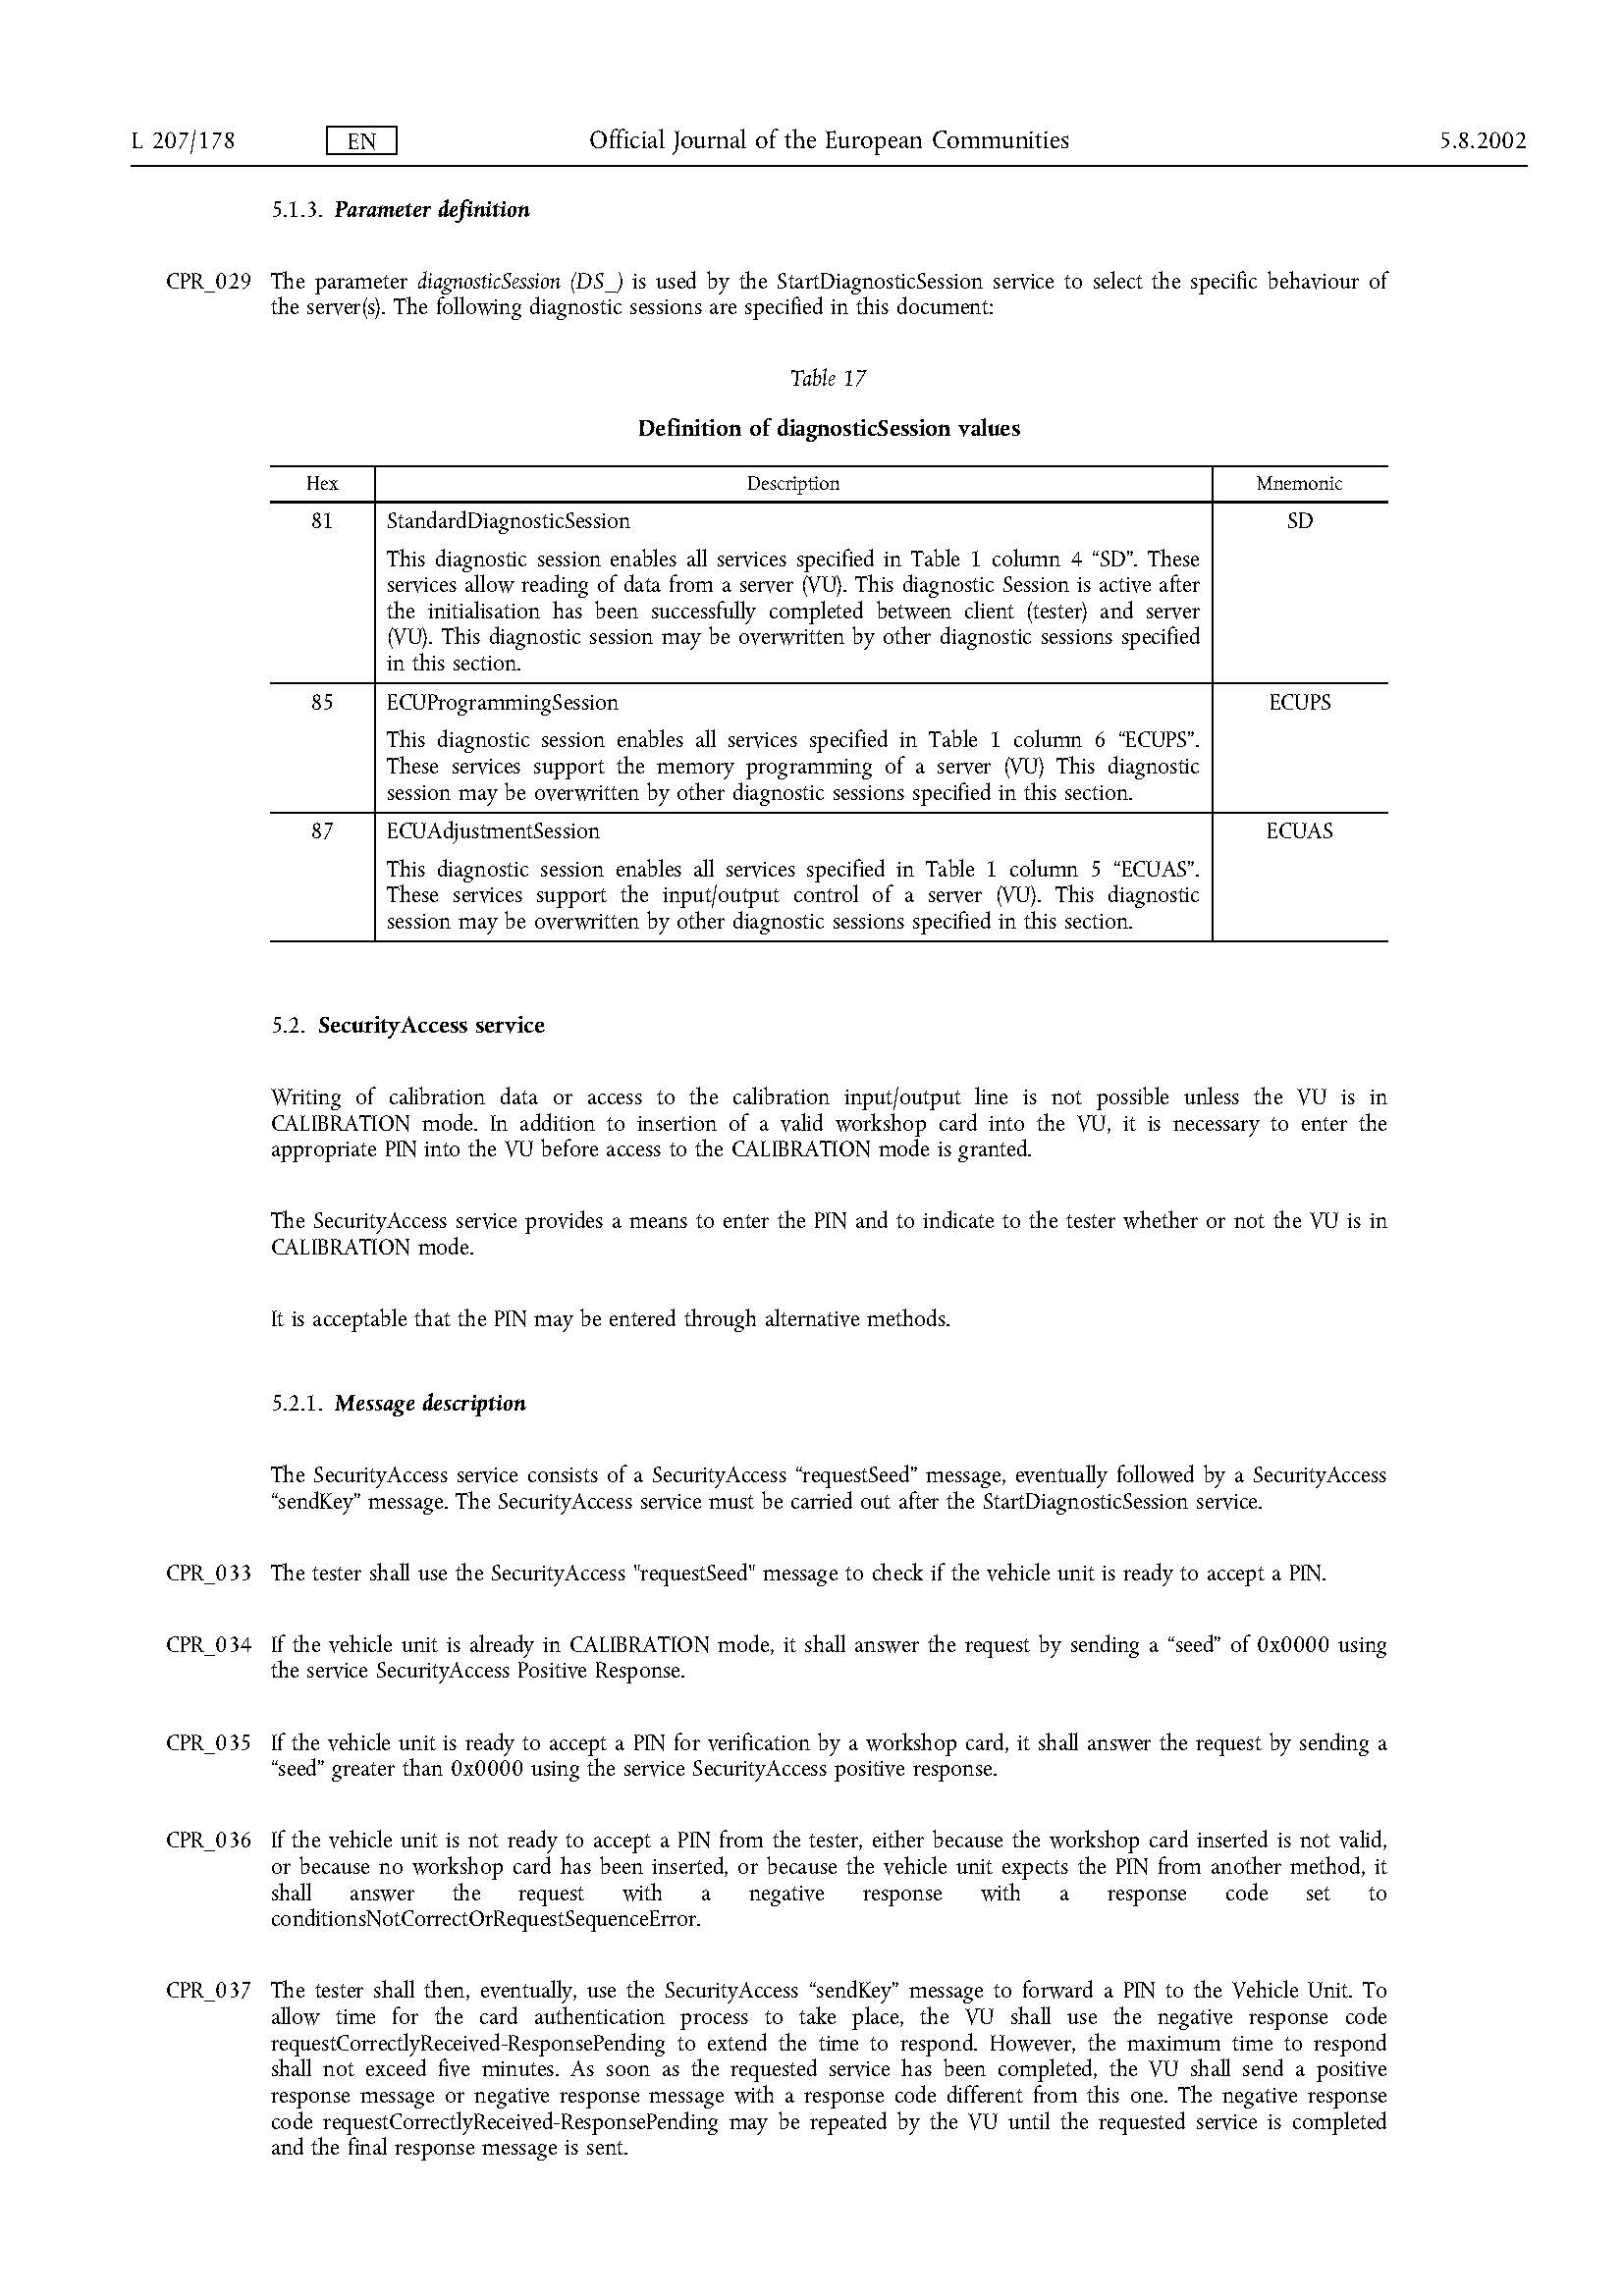 L 207/178 EN Official Journal of the European Communities 5.8.2002
5.1.3. Parameter definition
CPR_029 The parameter diagnosticSession (DS_) is used by the StartDiagnosticSession service to select the specific behaviour of
the server(s). The following diagnostic sessions are specified in this document:
Table 17
Definition of diagnosticSession values
Hex Description Mnemonic
81 StandardDiagnosticSession SD
This diagnostic session enables all services specified in Table 1 column 4 “SD”. These
services allow reading of data from a server (VU). This diagnostic Session is active after
the initialisation has been successfully completed between client (tester) and server
(VU). This diagnostic session may be overwritten by other diagnostic sessions specified
in this section.
85 ECUProgrammingSession ECUPS
This diagnostic session enables all services specified in Table 1 column 6 “ECUPS”.
These services support the memory programming of a server (VU) This diagnostic
session may be overwritten by other diagnostic sessions specified in this section.
87 ECUAdjustmentSession ECUAS
This diagnostic session enables all services specified in Table 1 column 5 “ECUAS”.
These services support the input/output control of a server (VU). This diagnostic
session may be overwritten by other diagnostic sessions specified in this section.
5.2. SecurityAccess service
Writing of calibration data or access to the calibration input/output line is not possible unless the VU is in
CALIBRATION mode. In addition to insertion of a valid workshop card into the VU, it is necessary to enter the
appropriate PIN into the VU before access to the CALIBRATION mode is granted.
The SecurityAccess service provides a means to enter the PIN and to indicate to the tester whether or not the VU is in
CALIBRATION mode.
It is acceptable that the PIN may be entered through alternative methods.
5.2.1. Message description
The SecurityAccess service consists of a SecurityAccess “requestSeed” message, eventually followed by a SecurityAccess
“sendKey” message. The SecurityAccess service must be carried out after the StartDiagnosticSession service.
CPR_033 The tester shall use the SecurityAccess "requestSeed" message to check if the vehicle unit is ready to accept a PIN.
CPR_034 If the vehicle unit is already in CALIBRATION mode, it shall answer the request by sending a “seed” of 0x0000 using
the service SecurityAccess Positive Response.
CPR_035 If the vehicle unit is ready to accept a PIN for verification by a workshop card, it shall answer the request by sending a
“seed” greater than 0x0000 using the service SecurityAccess positive response.
CPR_036 If the vehicle unit is not ready to accept a PIN from the tester, either because the workshop card inserted is not valid,
or because no workshop card has been inserted, or because the vehicle unit expects the PIN from another method, it
shall answer the request with a negative response with a response code set to
conditionsNotCorrectOrRequestSequenceError.
CPR_037 The tester shall then, eventually, use the SecurityAccess “sendKey” message to forward a PIN to the Vehicle Unit. To
allow time for the card authentication process to take place, the VU shall use the negative response code
requestCorrectlyReceived-ResponsePending to extend the time to respond. However, the maximum time to respond
shall not exceed five minutes. As soon as the requested service has been completed, the VU shall send a positive
response message or negative response message with a response code different from this one. The negative response
code requestCorrectlyReceived-ResponsePending may be repeated by the VU until the requested service is completed
and the final response message is sent.